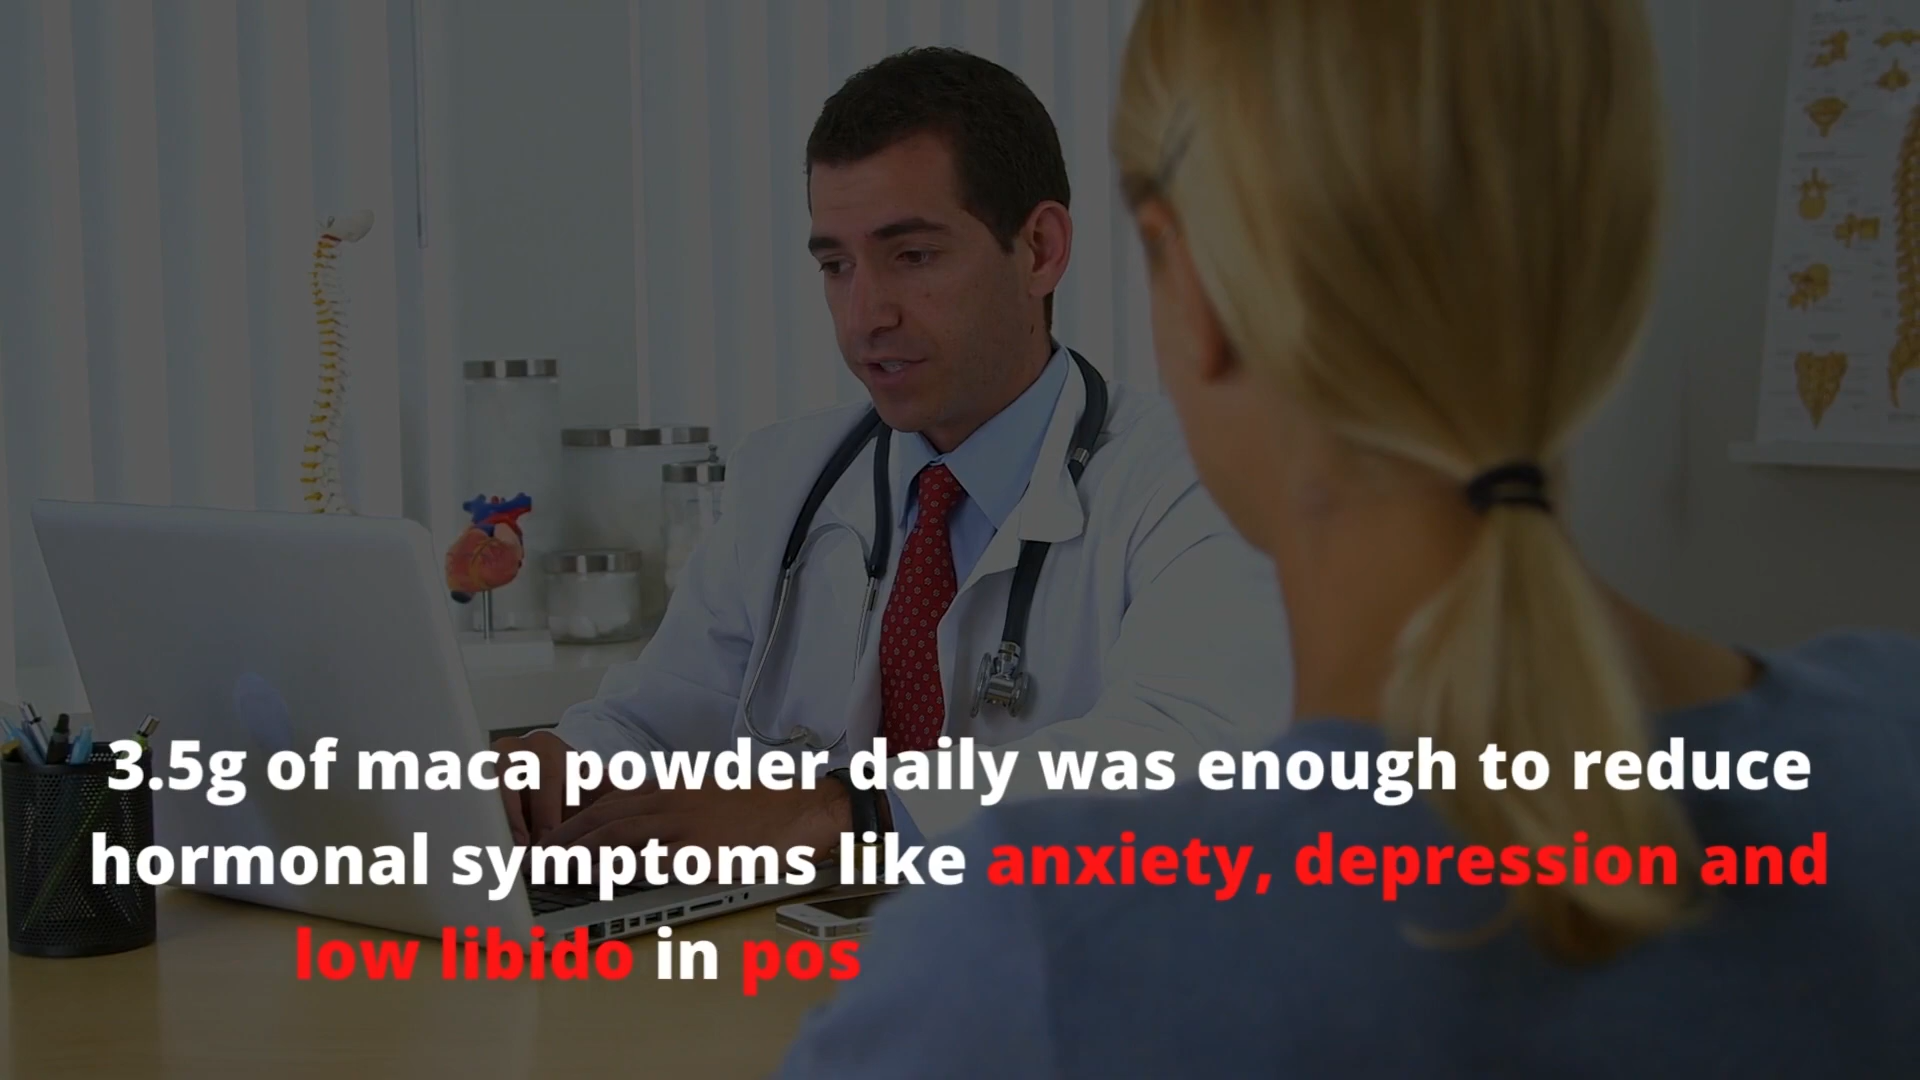 3.5g of maca powder daily was enough to reduce
hormonal symptoms like anxiety, depression and
low libido in pos